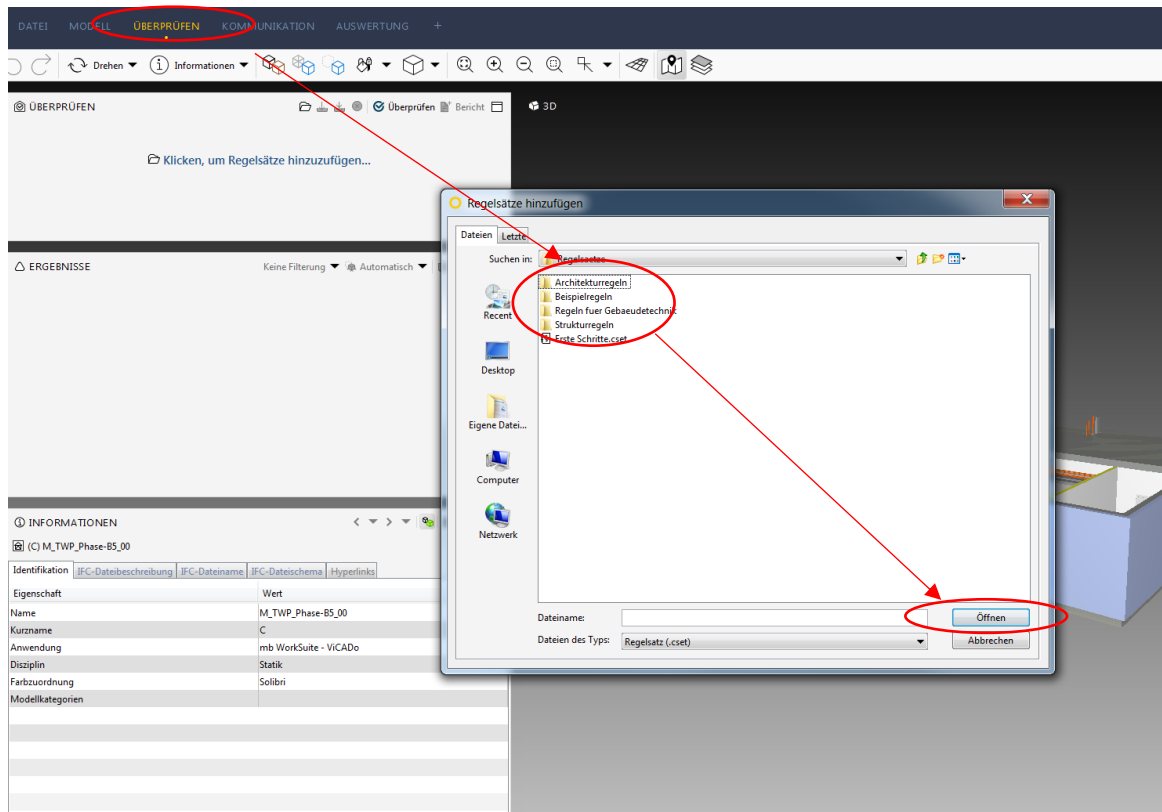 DATEI MODELL ÜBERPRÜFEN KOMMUNIKATION AUSWERTUNG +
Drehen Informationen
ÜBERPRÜFEN Überprüfen Bericht
Klicken, um Regelsätze hinzuzufügen...
3D
Regelsätze hinzufügen
Dateien Letzte
Suchen in: Regelsaetze
Architekturregeln
Beispielregeln
Regeln fuer Gebaeudetechnik
Strukturregeln
Erste Schritte.cset
Recent
Desktop
Eigene Datei...
Computer
Netzwerk
Dateiname: Öffnen
Dateien des Typs: Regelsatz (.cset) Abbrechen
ERGEBNISSE Keine Filterung Automatisch
INFORMATIONEN
(C) M_TWP_Phase-B5_00
Identifikation IFC-Dateibeschreibung IFC-Dateiname IFC-Dateischema Hyperlinks
Eigenschaft Wert
Name M_TWP_Phase-B5_00
Kurzname C
Anwendung mb WorkSuite - ViCADo
Disziplin Statik
Farbzuordnung Solibri
Modellkategorien